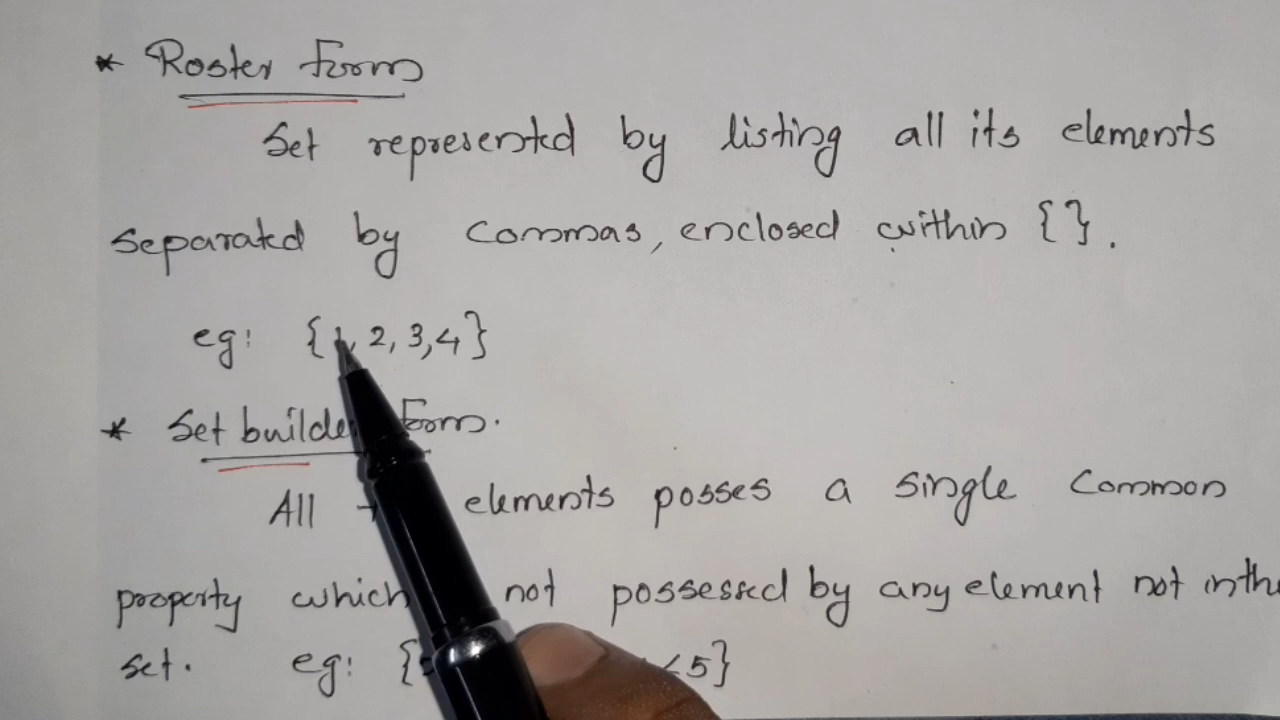 * Roster Form
Set represented by listing all its elements
separated by commas, enclosed within { }.
eg: {1, 2, 3, 4}
* Set builder Form.
All elements posses a single common
property which not possessed by any element not in the
set. eg: { <5}